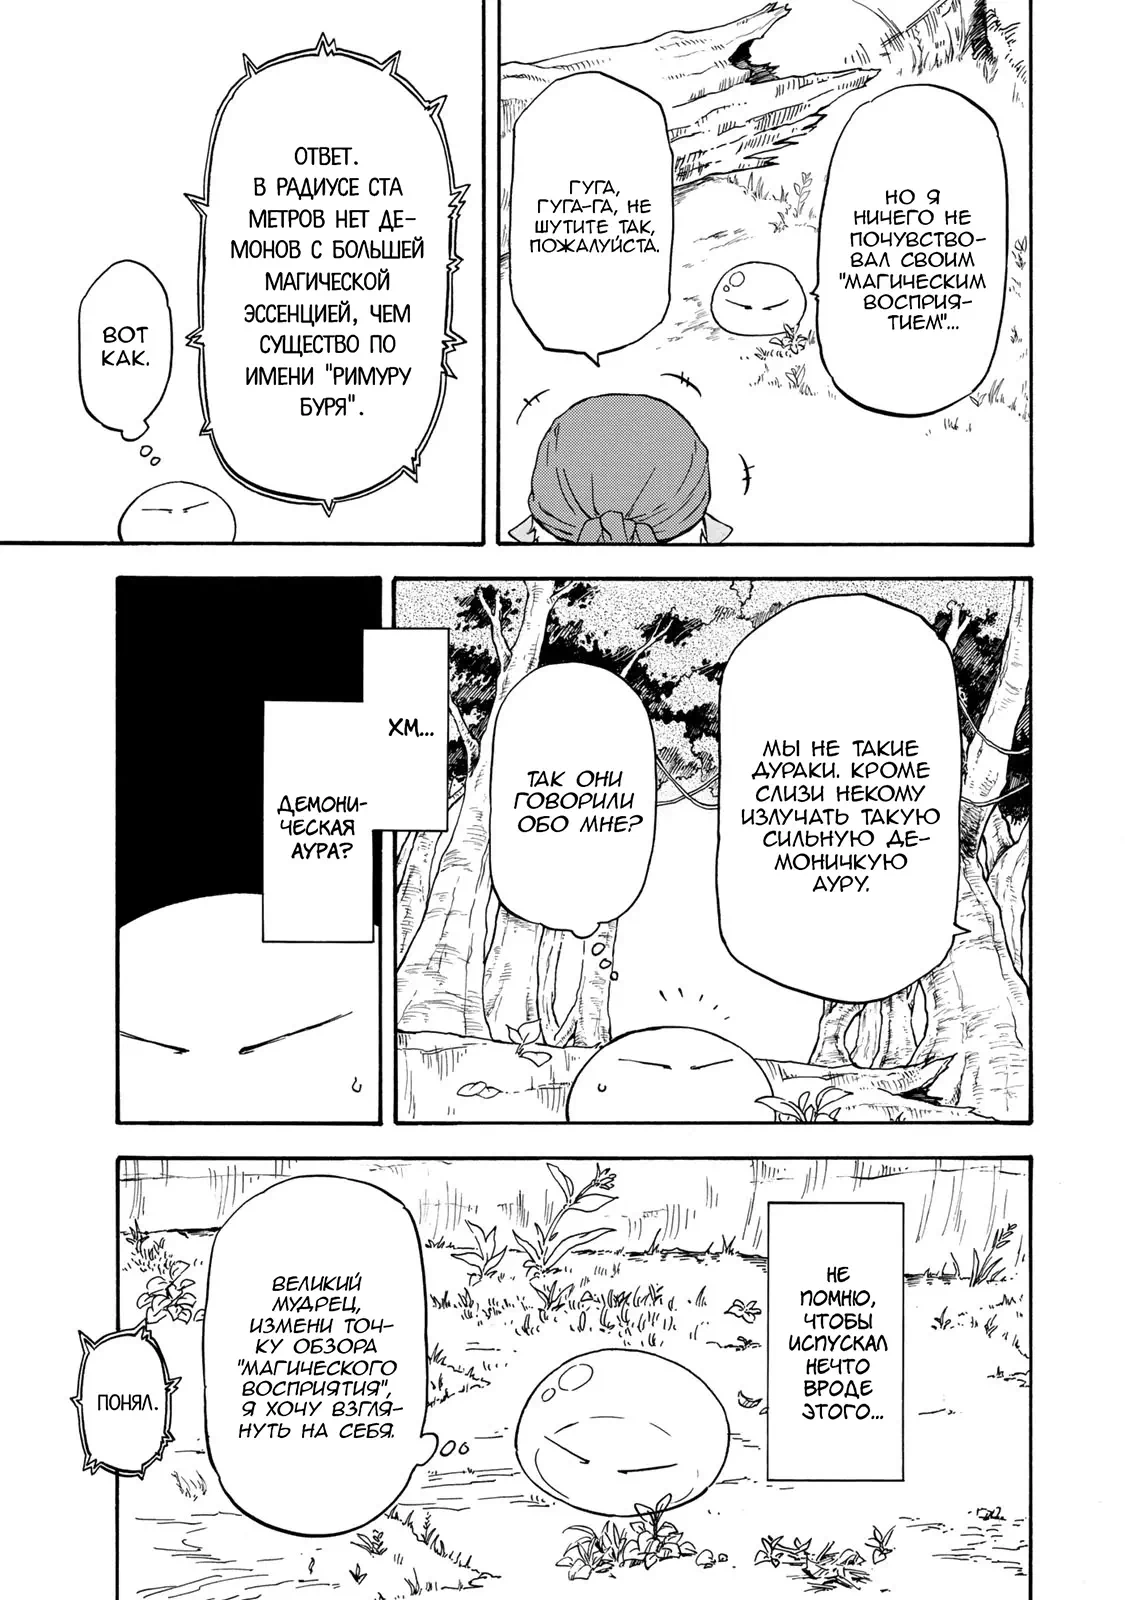 НО Я
НИЧЕГО НЕ
ПОЧУВСТВО-
ВАЛ СВОИМ
"МАГИЧЕСКИМ
ВОСПРИЯ-
ТИЕМ"...
ГУГА,
ГУГА-ГА, НЕ
ШУТИТЕ ТАК,
ПОЖАЛУЙСТА.
ОТВЕТ.
В РАДИУСЕ СТА
МЕТРОВ НЕТ ДЕ-
МОНОВ С БОЛЬШЕЙ
МАГИЧЕСКОЙ
ЭССЕНЦИЕЙ, ЧЕМ
СУЩЕСТВО ПО
ИМЕНИ "РИМУРУ
БУРЯ".
ВОТ
КАК.
МЫ НЕ ТАКИЕ
ДУРАКИ. КРОМЕ
СЛИЗИ НЕКОМУ
ИЗЛУЧАТЬ ТАКУЮ
СИЛЬНУЮ ДЕ-
МОНИЧКУЮ
АУРУ.
ТАК ОНИ
ГОВОРИЛИ
ОБО МНЕ?
ХМ...
ДЕМОНИ-
ЧЕСКАЯ
АУРА?
НЕ
ПОМНЮ,
ЧТОБЫ
ИСПУСКАЛ
НЕЧТО
ВРОДЕ
ЭТОГО...
ВЕЛИКИЙ
МУДРЕЦ,
ИЗМЕНИ ТОЧ-
КУ ОБЗОРА
"МАГИЧЕСКОГО
ВОСПРИЯТИЯ",
Я ХОЧУ ВЗГЛЯ-
НУТЬ НА СЕБЯ.
ПОНЯЛ.